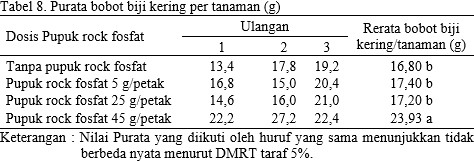 Tabel 8. Purata bobot biji kering per tanaman (g)
Dosis Pupuk rock fosfat Ulangan Rerata bobot biji kering/tanaman (g)
1 2 3
Tanpa pupuk rock fosfat 13,4 17,8 19,2 16,80 b
Pupuk rock fosfat 5 g/petak 16,8 15,0 20,4 17,40 b
Pupuk rock fosfat 25 g/petak 14,6 16,0 21,0 17,20 b
Pupuk rock fosfat 45 g/petak 22,2 27,2 22,4 23,93 a
Keterangan : Nilai Purata yang diikuti oleh huruf yang sama menunjukkan tidak
berbeda nyata menurut DMRT taraf 5%.